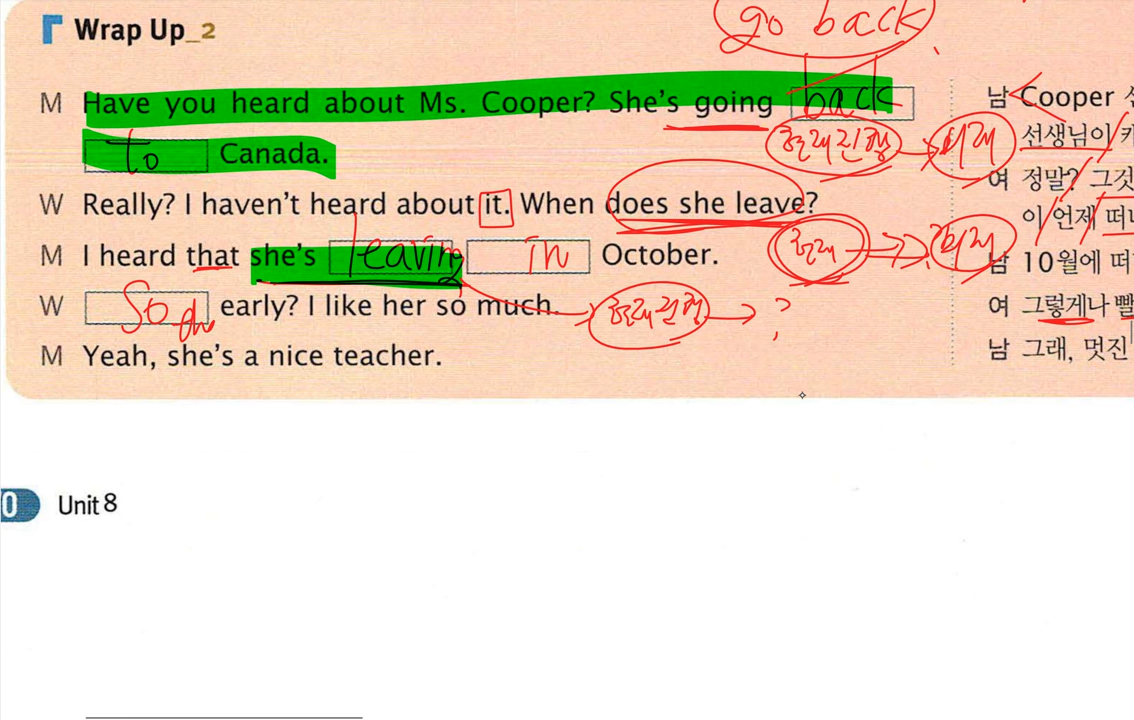 Wrap Up_2
go back
M Have you heard about Ms. Cooper? She's going back
to Canada.
현재진행 → 미래
W Really? I haven't heard about it. When does she leave?
M I heard that she's leaving in October.
현재 → 미래
W So early? I like her so much.
현재진행 → ?
M Yeah, she's a nice teacher.
남 Cooper 선
선생님이
여 정말? 그것
이 언제 떠나
남 10월에 떠
여 그렇게나 빨
남 그래, 멋진
0 Unit 8